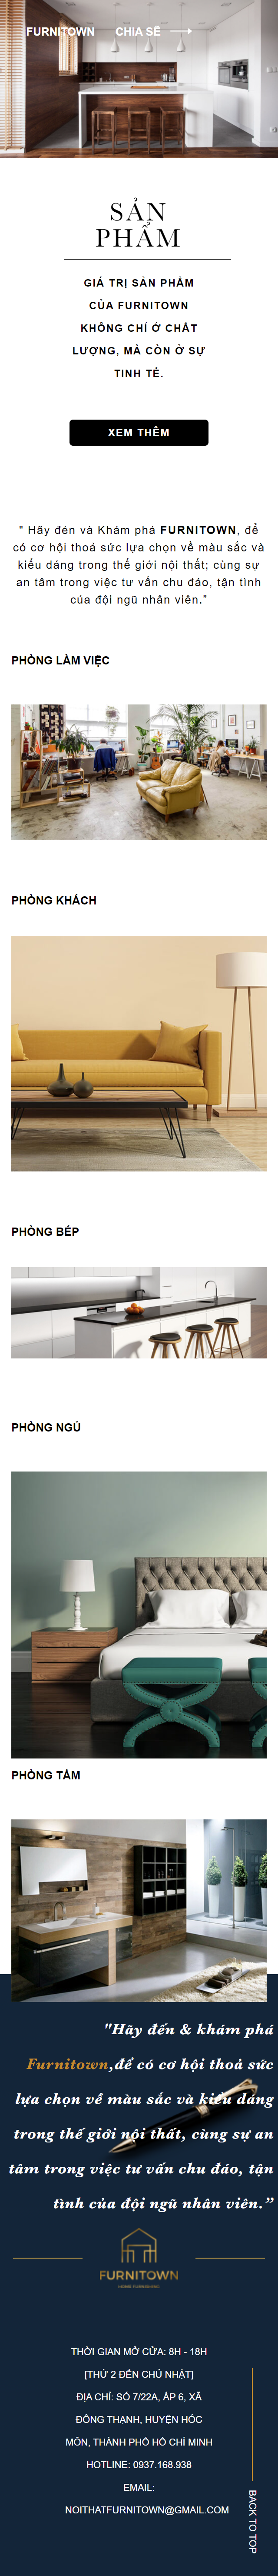 FURNITOWN CHIA SẼ
SẢN
PHẨM
GIÁ TRỊ SẢN PHẨM
CỦA FURNITOWN
KHÔNG CHỈ Ở CHẤT
LƯỢNG, MÀ CÒN Ở SỰ
TINH TẾ.
XEM THÊM
" Hãy đến và Khám phá FURNITOWN, để
có cơ hội thoả sức lựa chọn về màu sắc và
kiểu dáng trong thế giới nội thất; cùng sự
an tâm trong việc tư vấn chu đáo, tận tình
của đội ngũ nhân viên."
PHÒNG LÀM VIỆC
PHÒNG KHÁCH
PHÒNG BẾP
PHÒNG NGỦ
PHÒNG TẮM
"Hãy đến & khám phá
Furnitown,để có cơ hội thoả sức
lựa chọn về màu sắc và kiểu dáng
trong thế giới nội thất, cùng sự an
tâm trong việc tư vấn chu đáo, tận
tình của đội ngũ nhân viên.”
FURNITOWN
THỜI GIAN MỞ CỬA: 8H - 18H
[THỨ 2 ĐẾN CHỦ NHẬT]
ĐỊA CHỈ: SỐ 7/22A, ẤP 6, XÃ
ĐÔNG THẠNH, HUYỆN HÓC
MÔN, THÀNH PHỐ HỒ CHÍ MINH
HOTLINE: 0937.168.938
EMAIL:
NOITHATFURNITOWN@GMAIL.COM
BACK TO TOP